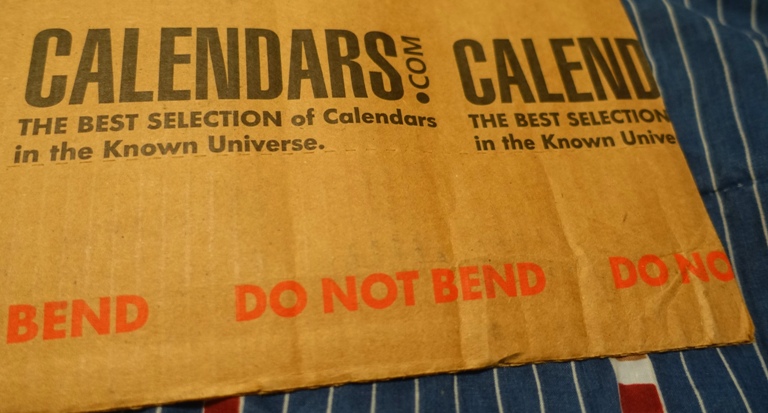 CALENDARS.COM
THE BEST SELECTION of Calendars
in the Known Universe.
CALEND
THE BEST SELECTION
in the Known Unive
BEND DO NOT BEND DO NO